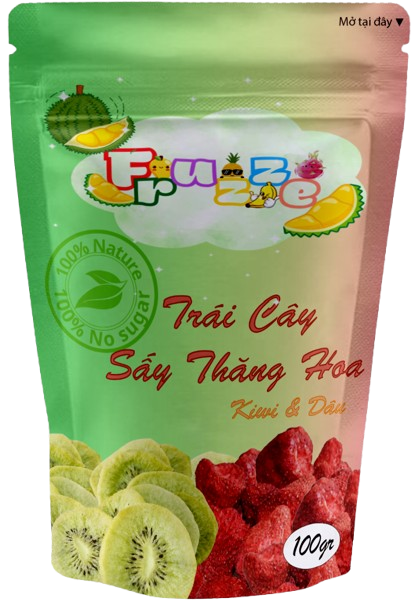 Mở tại đây ▼
Fruzze
100% Nature
100% No sugar
Trái Cây
Sấy Thăng Hoa
Kiwi & Dâu
100gr